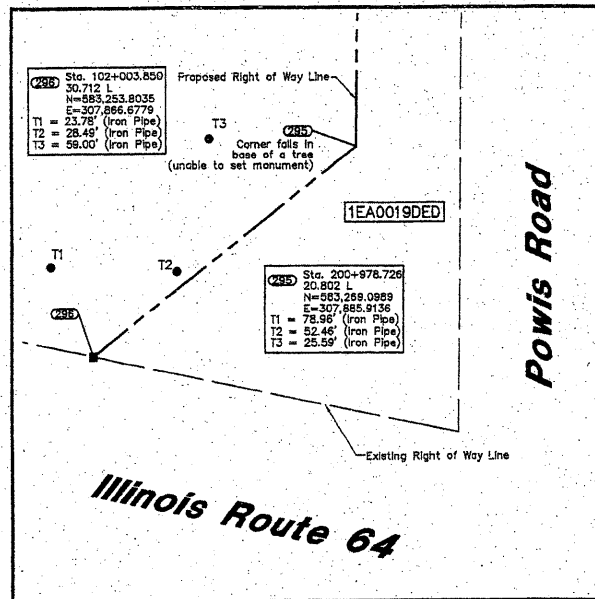 296 Sta. 102+003.850
30.712 L
N=583,253.8035
E=307,866.6779
T1 = 23.78' (Iron Pipe)
T2 = 28.49' (Iron Pipe)
T3 = 59.00' (Iron Pipe)
Proposed Right of Way Line
T3
295
Corner falls in
base of a tree
(unable to set monument)
1EA0019DED
Powis Road
T1
T2
296
295 Sta. 200+978.726
20.802 L
N=583,269.0989
E=307,885.9136
T1 = 78.96' (Iron Pipe)
T2 = 52.46' (Iron Pipe)
T3 = 25.59' (Iron Pipe)
Existing Right of Way Line
Illinois Route 64